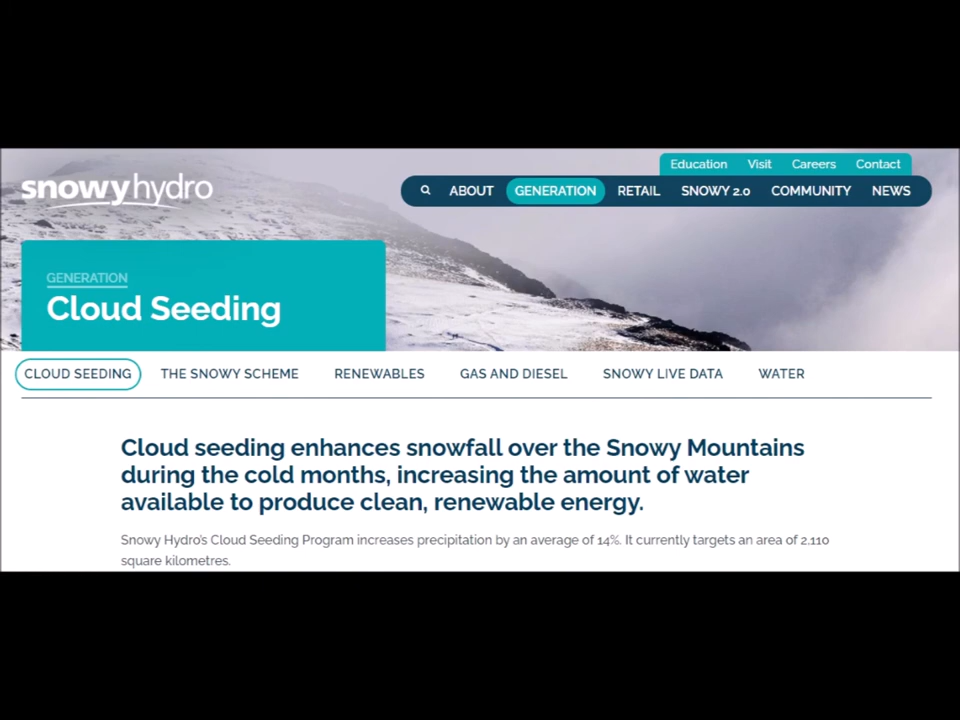 Education Visit Careers Contact
snowyhydro
ABOUT GENERATION RETAIL SNOWY 2.0 COMMUNITY NEWS
GENERATION
Cloud Seeding
CLOUD SEEDING THE SNOWY SCHEME RENEWABLES GAS AND DIESEL SNOWY LIVE DATA WATER
Cloud seeding enhances snowfall over the Snowy Mountains
during the cold months, increasing the amount of water
available to produce clean, renewable energy.
Snowy Hydro's Cloud Seeding Program increases precipitation by an average of 14%. It currently targets an area of 2,110
square kilometres.